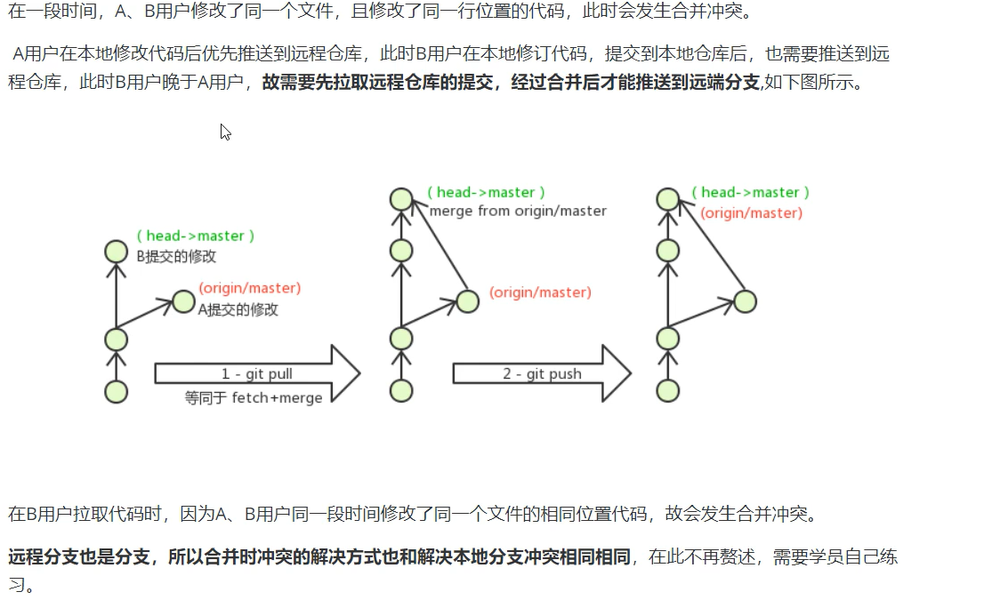 在一段时间，A、B用户修改了同一个文件，且修改了同一行位置的代码，此时会发生合并冲突。
A用户在本地修改代码后优先推送到远程仓库，此时B用户在本地修订代码，提交到本地仓库后，也需要推送到远
程仓库，此时B用户晚于A用户，故需要先拉取远程仓库的提交，经过合并后才能推送到远端分支,如下图所示。
( head->master )
B提交的修改
(origin/master)
A提交的修改
1 - git pull
等同于 fetch+merge
( head->master )
merge from origin/master
(origin/master)
2 - git push
( head->master )
(origin/master)
在B用户拉取代码时，因为A、B用户同一段时间修改了同一个文件的相同位置代码，故会发生合并冲突。
远程分支也是分支，所以合并时冲突的解决方式也和解决本地分支冲突相同相同，在此不再赘述，需要学员自己练
习。